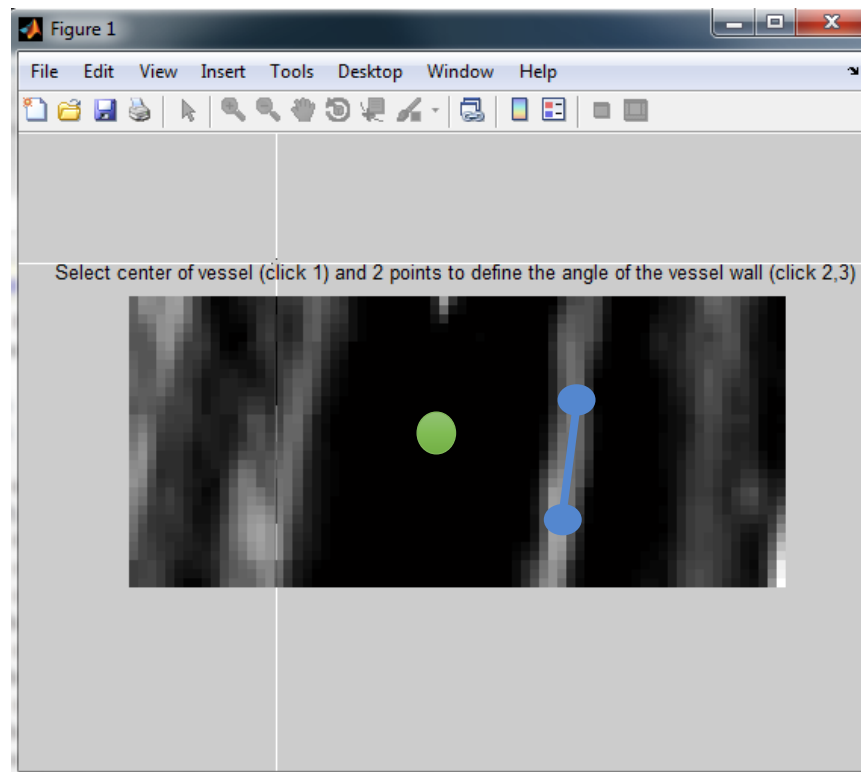 Figure 1
File Edit View Insert Tools Desktop Window Help
Select center of vessel (click 1) and 2 points to define the angle of the vessel wall (click 2,3)